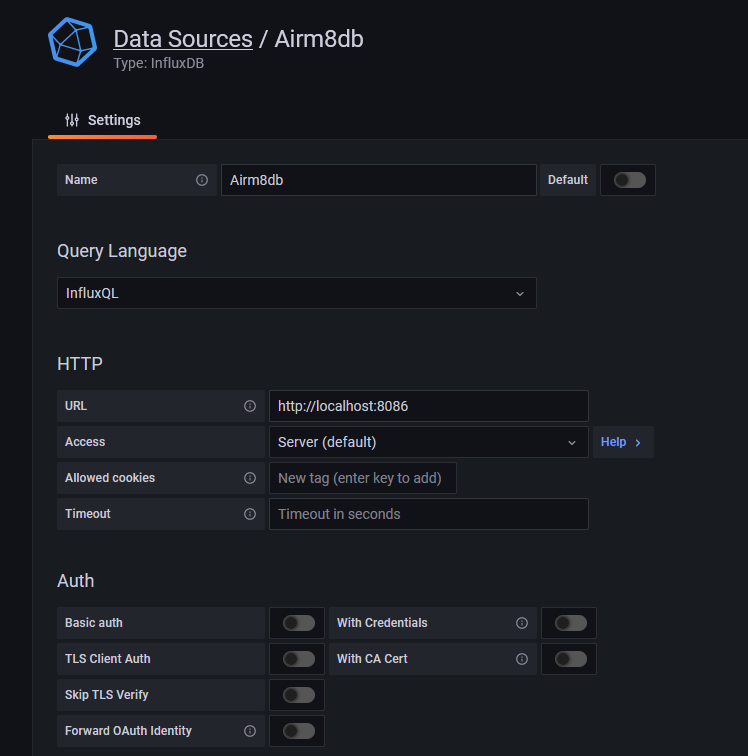 Data Sources / Airm8db
Type: InfluxDB
Settings
Name Airm8db Default
Query Language
InfluxQL
HTTP
URL http://localhost:8086
Access Server (default) Help
Allowed cookies New tag (enter key to add)
Timeout Timeout in seconds
Auth
Basic auth With Credentials
TLS Client Auth With CA Cert
Skip TLS Verify
Forward OAuth Identity